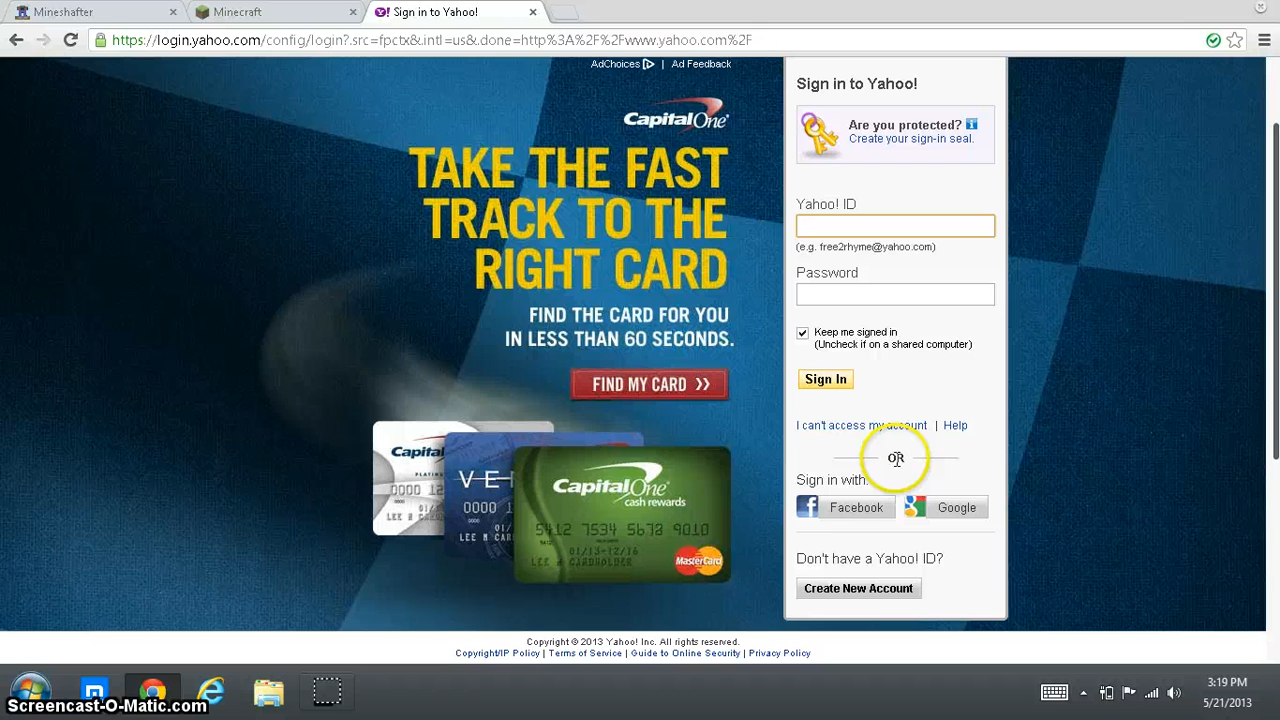 Mineshafter
Minecraft
Sign in to Yahoo!
https://login.yahoo.com/config/login?.src=fpctx&.intl=us&.done=http%3A%2F%2Fwww.yahoo.com%2F
AdChoices | Ad Feedback
Capital One
TAKE THE FAST
TRACK TO THE
RIGHT CARD
FIND THE CARD FOR YOU
IN LESS THAN 60 SECONDS.
FIND MY CARD >>
Capital One
cash rewards
5412 7534 5678 9010
01/13-12/16
LEE M CARDHOLDER
MasterCard
Sign in to Yahoo!
Are you protected?
Create your sign-in seal.
Yahoo! ID
(e.g. free2rhyme@yahoo.com)
Password
Keep me signed in
(Uncheck if on a shared computer)
Sign In
I can't access my account | Help
OR
Sign in with:
Facebook
Google
Don't have a Yahoo! ID?
Create New Account
Copyright © 2013 Yahoo! Inc. All rights reserved.
Copyright/IP Policy | Terms of Service | Guide to Online Security | Privacy Policy
Screencast-O-Matic.com
3:19 PM
5/21/2013